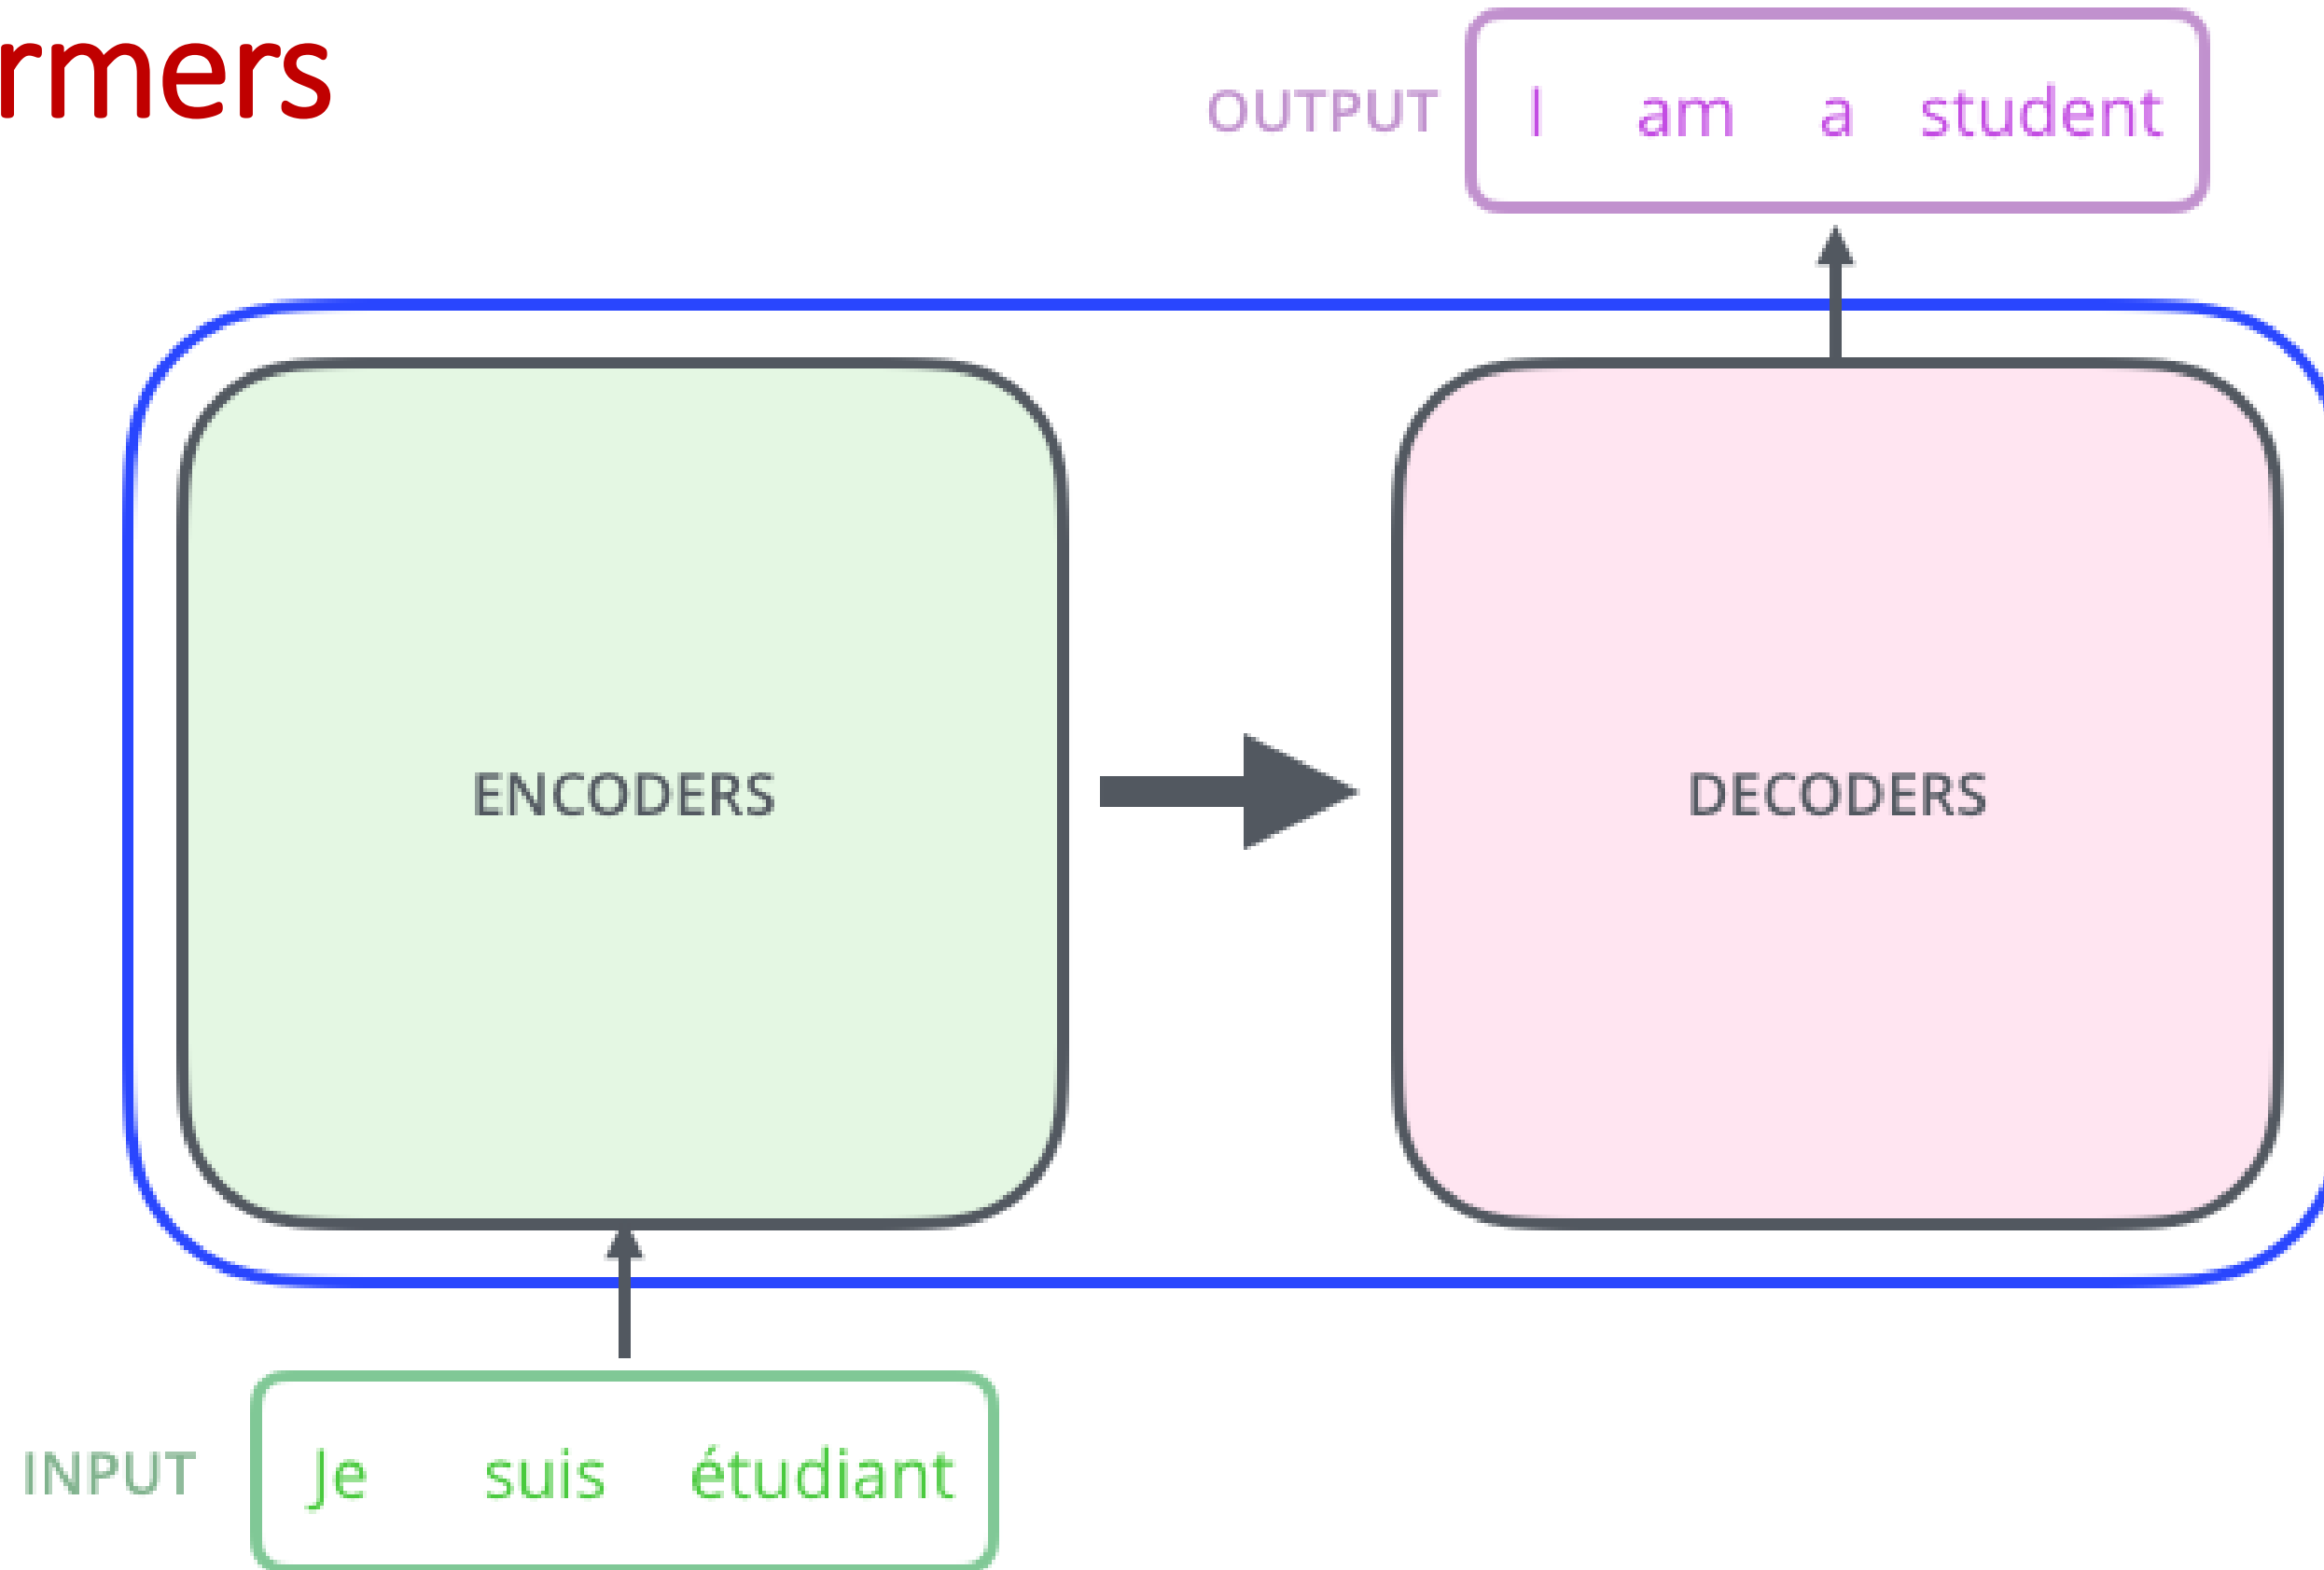 rmers
OUTPUT I am a student
ENCODERS DECODERS
INPUT Je suis étudiant